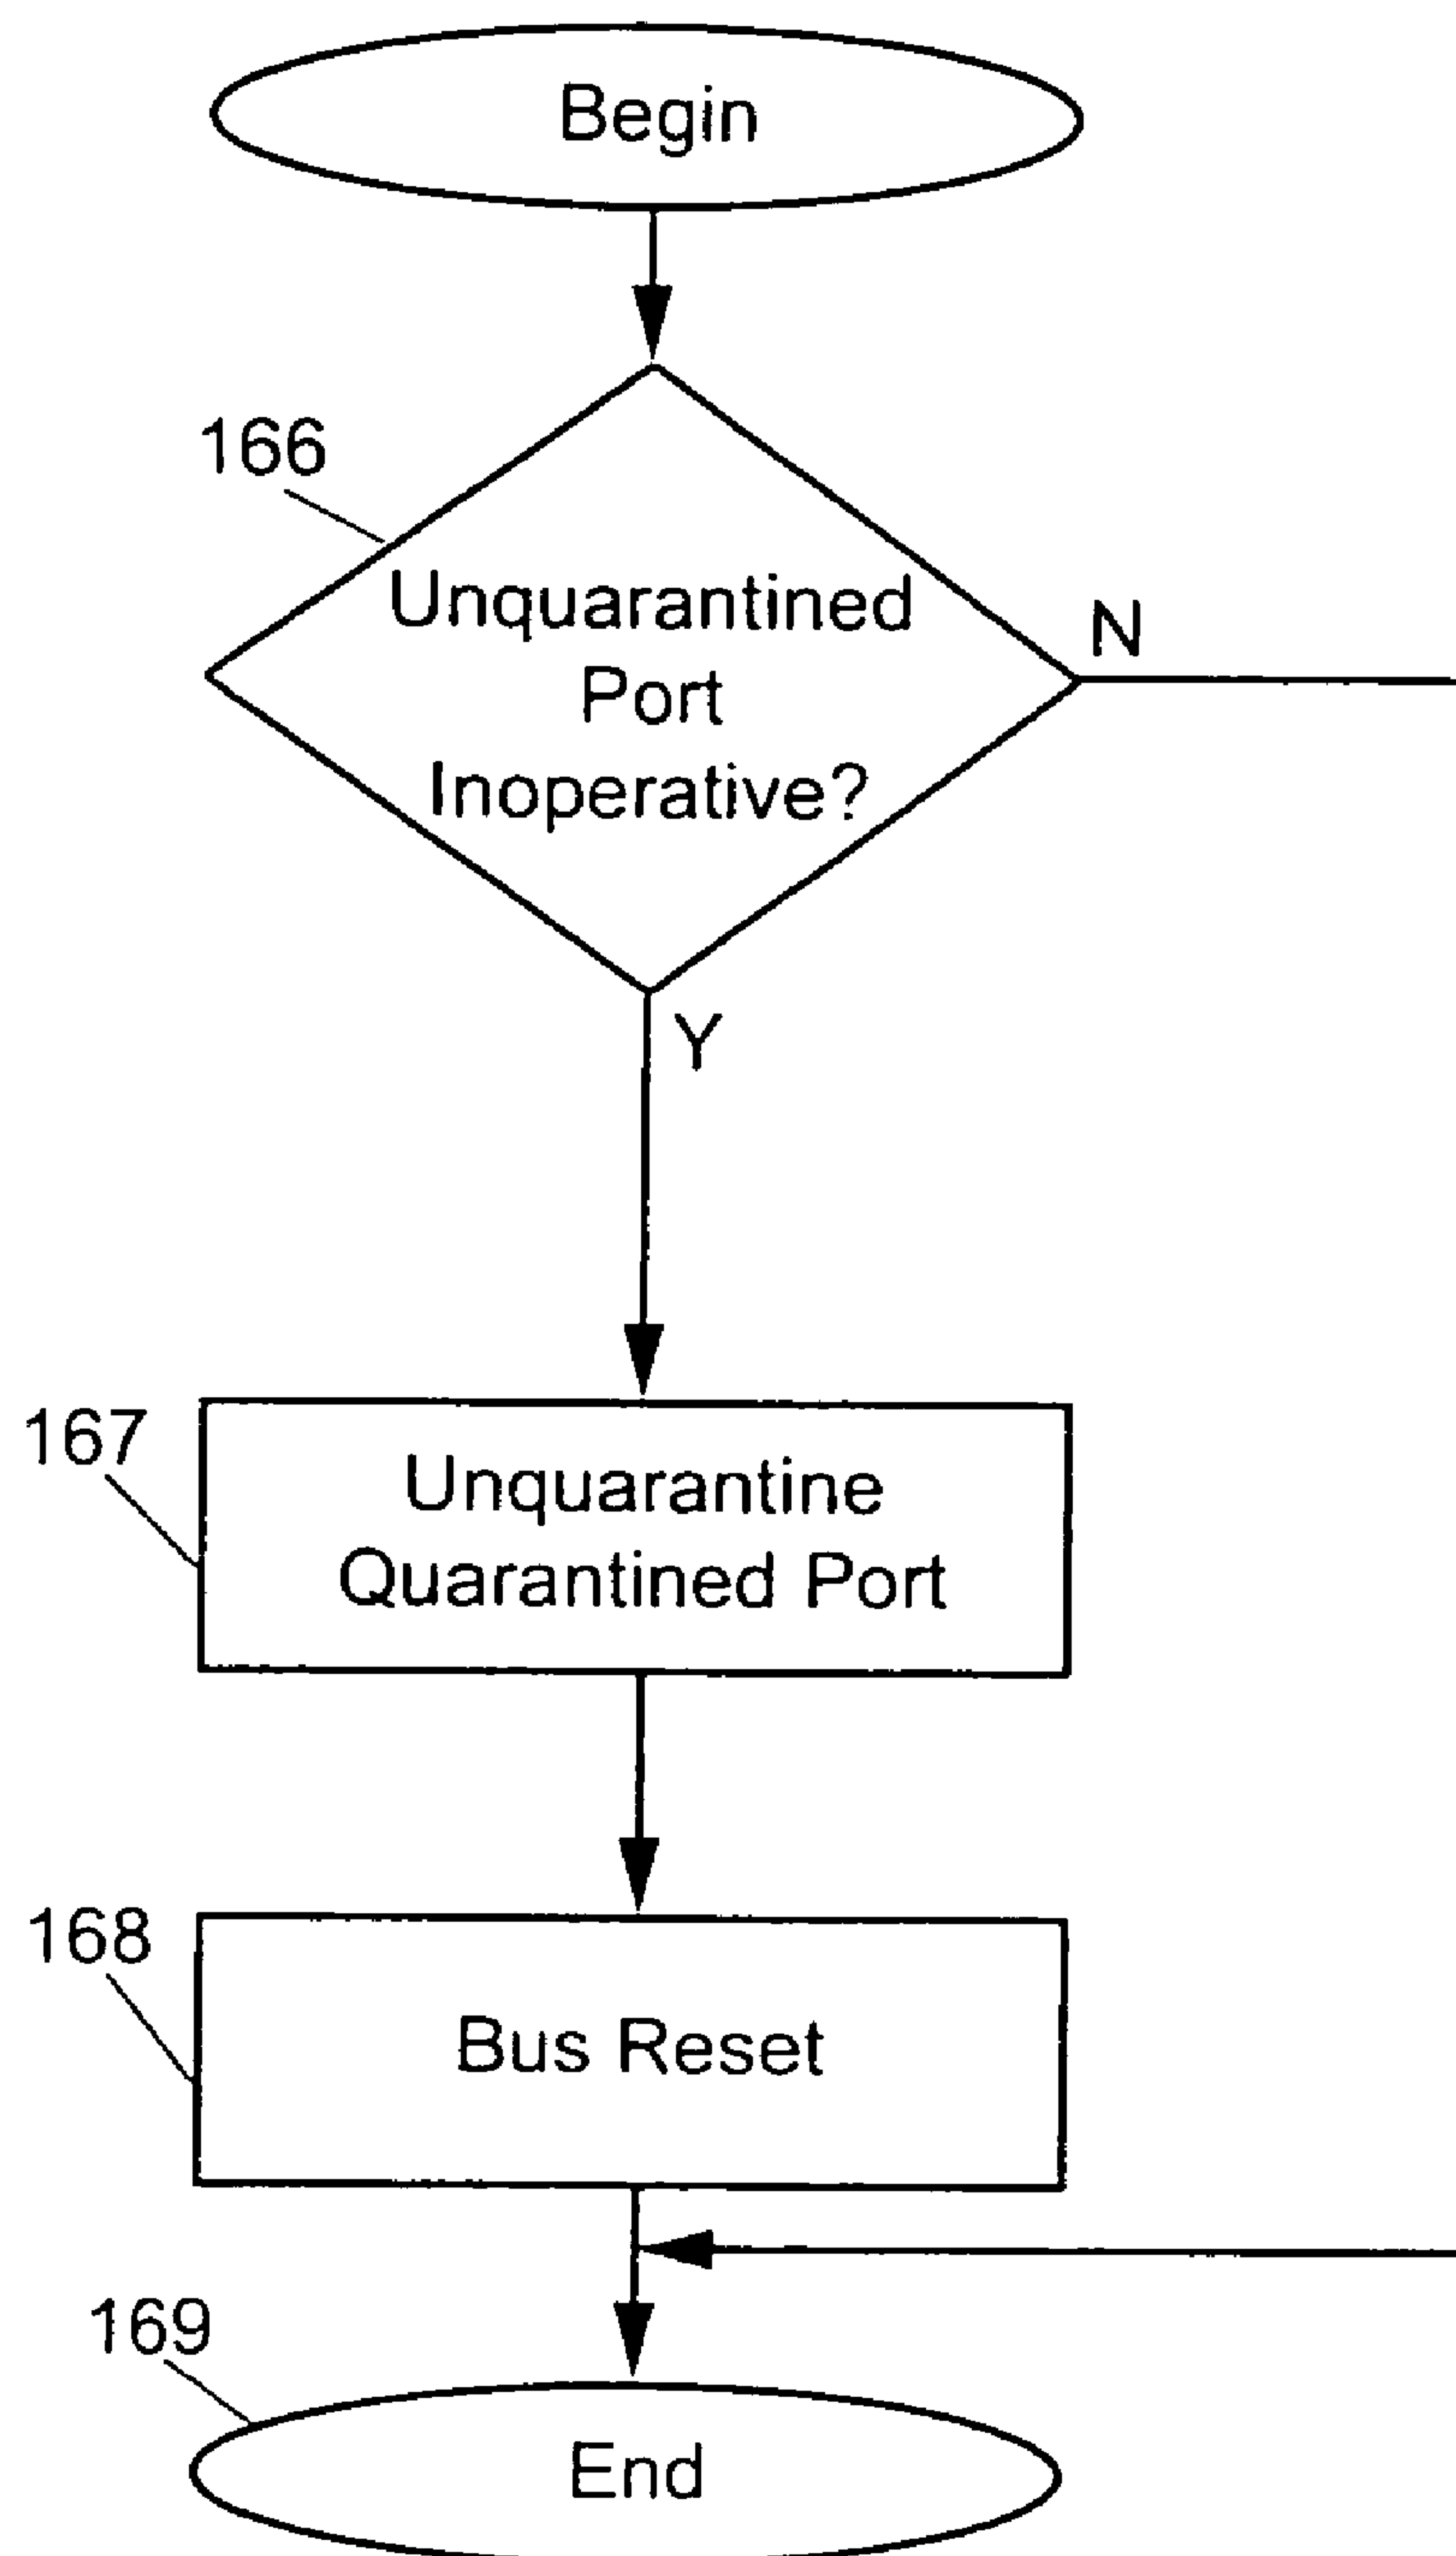 Begin
166
Unquarantined
Port
Inoperative?
N
Y
167
Unquarantine
Quarantined Port
168
Bus Reset
169
End